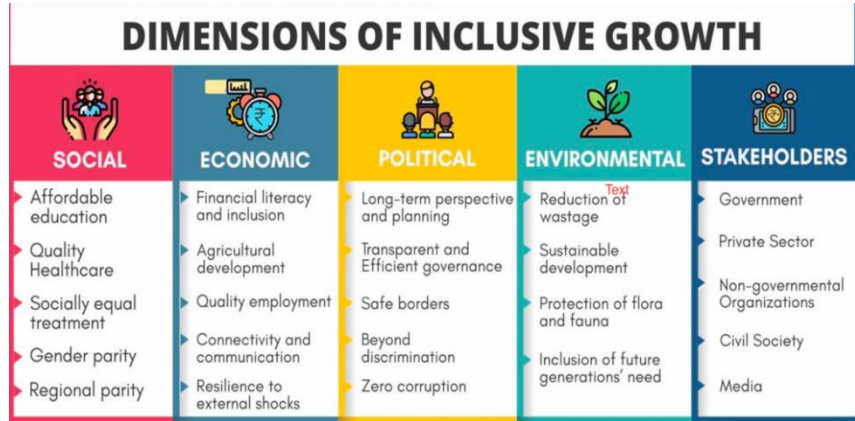 DIMENSIONS OF INCLUSIVE GROWTH
SOCIAL
Affordable
education
Quality
Healthcare
Socially equal
treatment
Gender parity
Regional parity
ECONOMIC
Financial literacy
and inclusion
Agricultural
development
Quality employment
Connectivity and
communication
Resilience to
external shocks
POLITICAL
Long-term perspective
and planning
Transparent and
Efficient governance
Safe borders
Beyond
discrimination
Zero corruption
ENVIRONMENTAL
Text
Reduction of
wastage
Sustainable
development
Protection of flora
and fauna
Inclusion of future
generations' need
STAKEHOLDERS
Government
Private Sector
Non-governmental
Organizations
Civil Society
Media